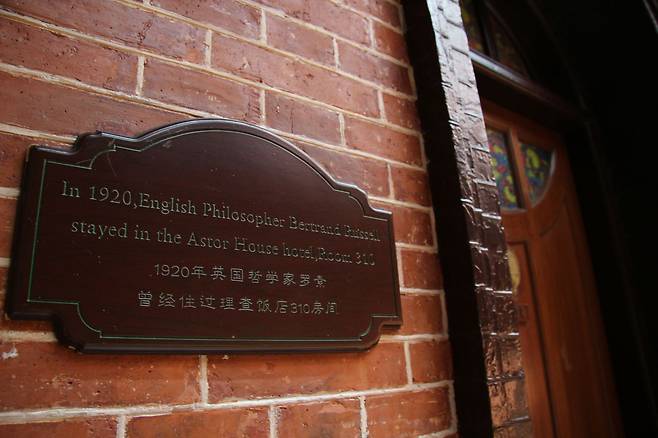 In 1920,English Philosopher Bertrand Russell
stayed in the Astor House hotel,Room 310
1920年英国哲学家罗素
曾经住过理查饭店310房间